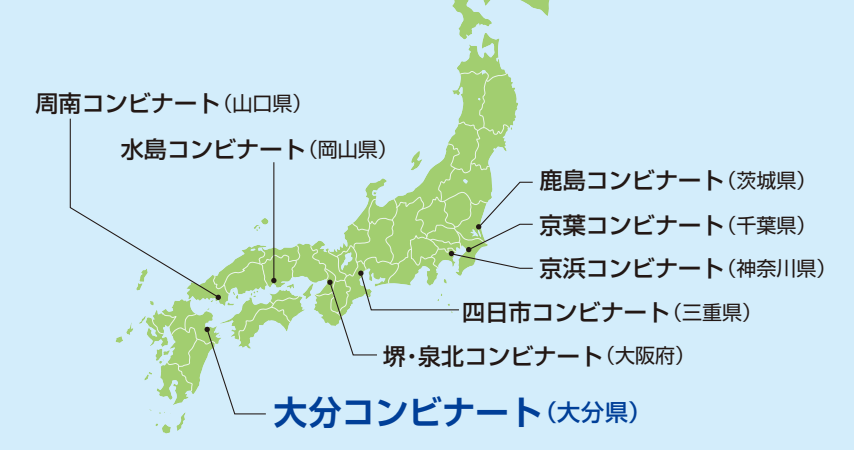 周南コンビナート（山口県）
水島コンビナート（岡山県）
鹿島コンビナート（茨城県）
京葉コンビナート（千葉県）
京浜コンビナート（神奈川県）
四日市コンビナート（三重県）
堺・泉北コンビナート（大阪府）
大分コンビナート（大分県）